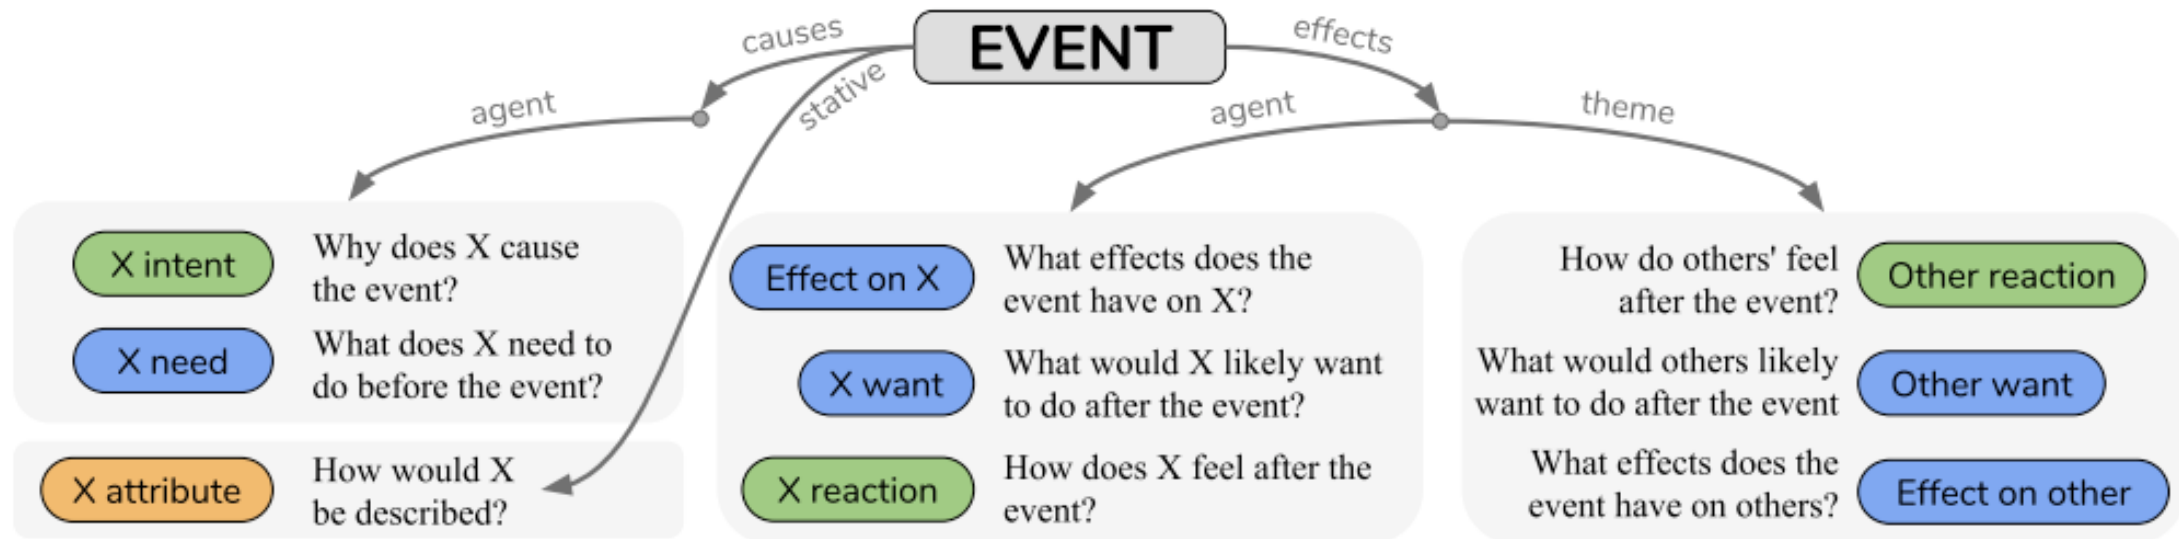 EVENT
causes
effects
stative
agent
agent
theme
X intent
Why does X cause
the event?
X need
What does X need to
do before the event?
X attribute
How would X
be described?
Effect on X
What effects does the
event have on X?
X want
What would X likely want
to do after the event?
X reaction
How does X feel after the
event?
How do others' feel
after the event?
Other reaction
What would others likely
want to do after the event
Other want
What effects does the
event have on others?
Effect on other